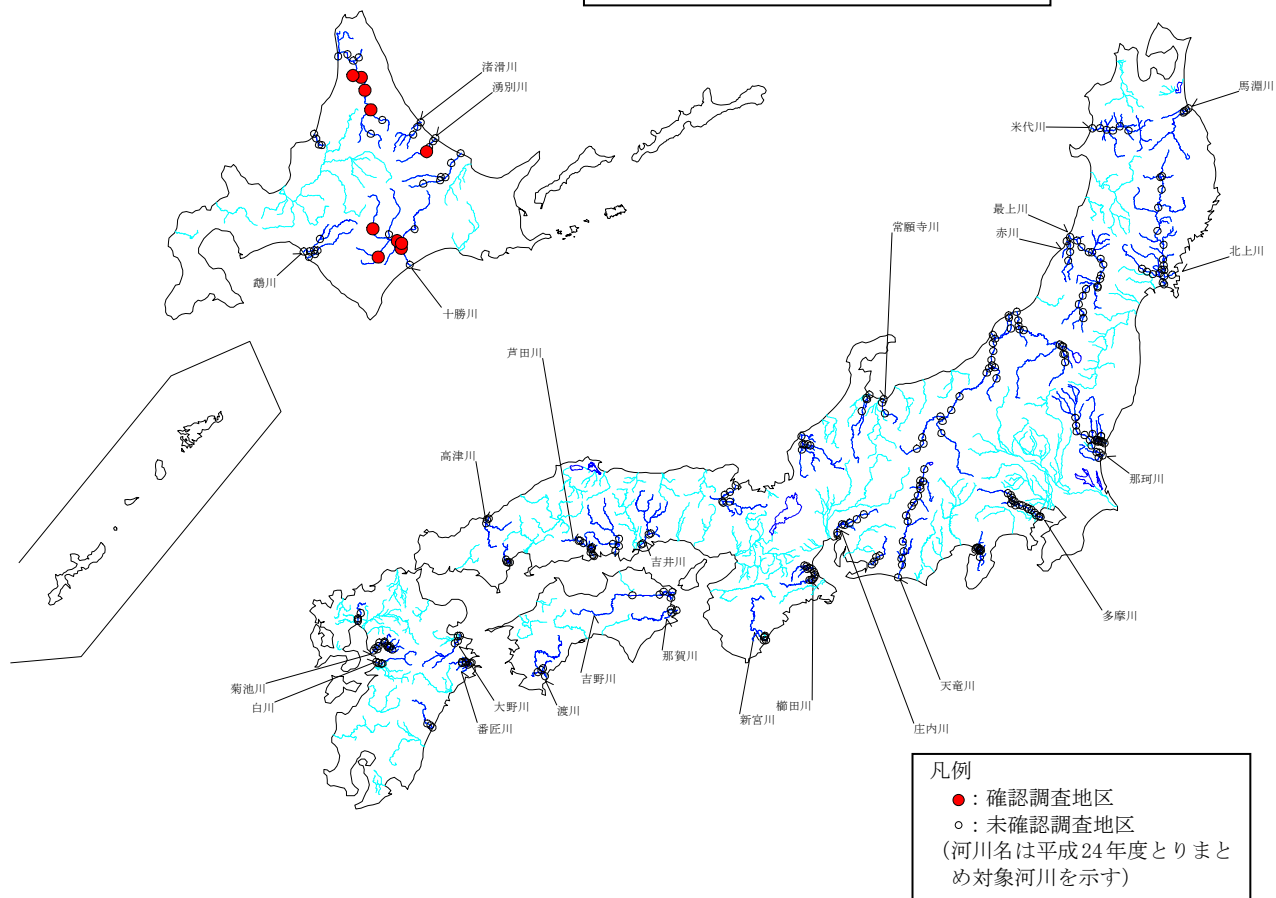 渚滑川
湧別川
馬淵川
米代川
最上川
赤川
常願寺川
北上川
鵡川
十勝川
芦田川
高津川
那珂川
吉井川
多摩川
那賀川
菊池川
吉野川
天竜川
白川
大野川
渡川
櫛田川
新宮川
番匠川
庄内川
凡例
：確認調査地区
：未確認調査地区
（河川名は平成24年度とりまと
め対象河川を示す）